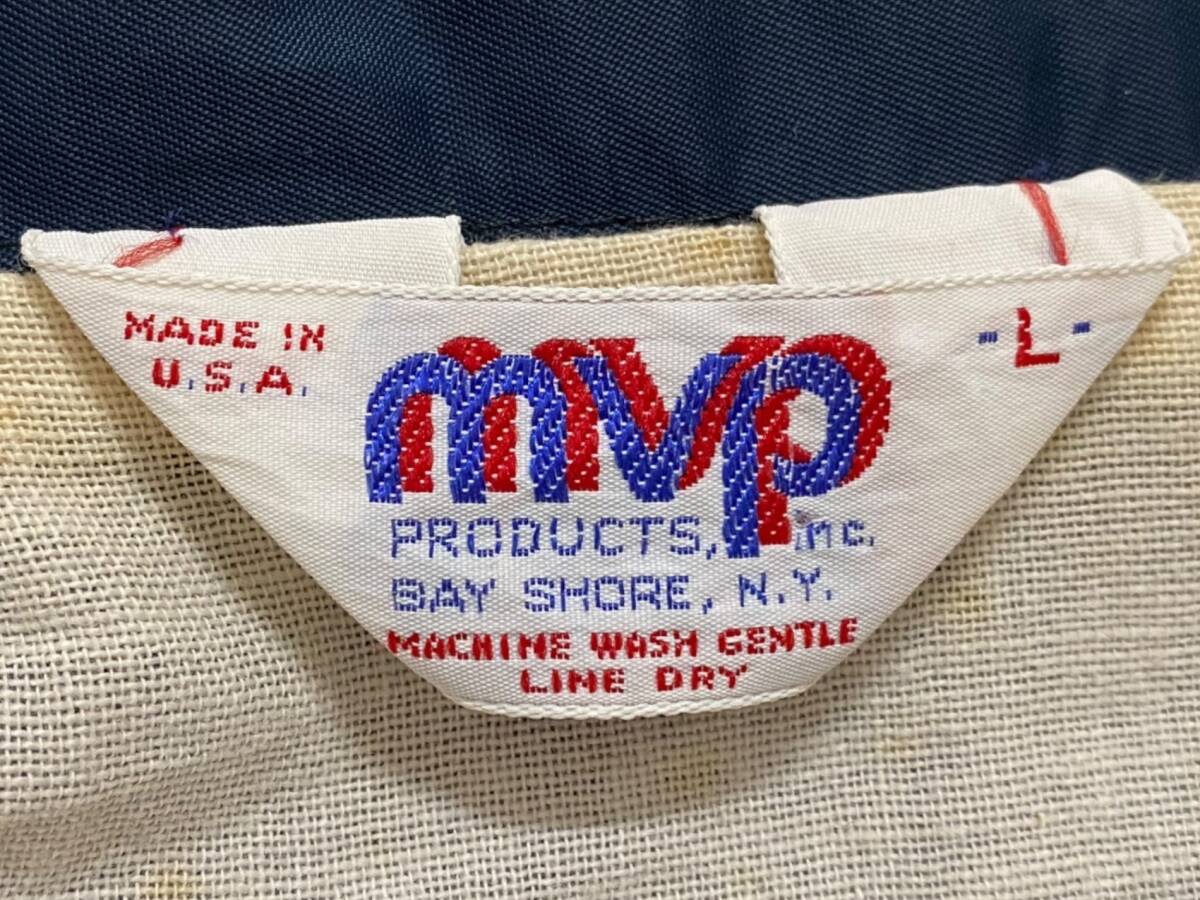 MADE IN
U.S.A.
-L-
mvp
PRODUCTS, inc.
BAY SHORE, N.Y.
MACHINE WASH GENTLE
LINE DRY